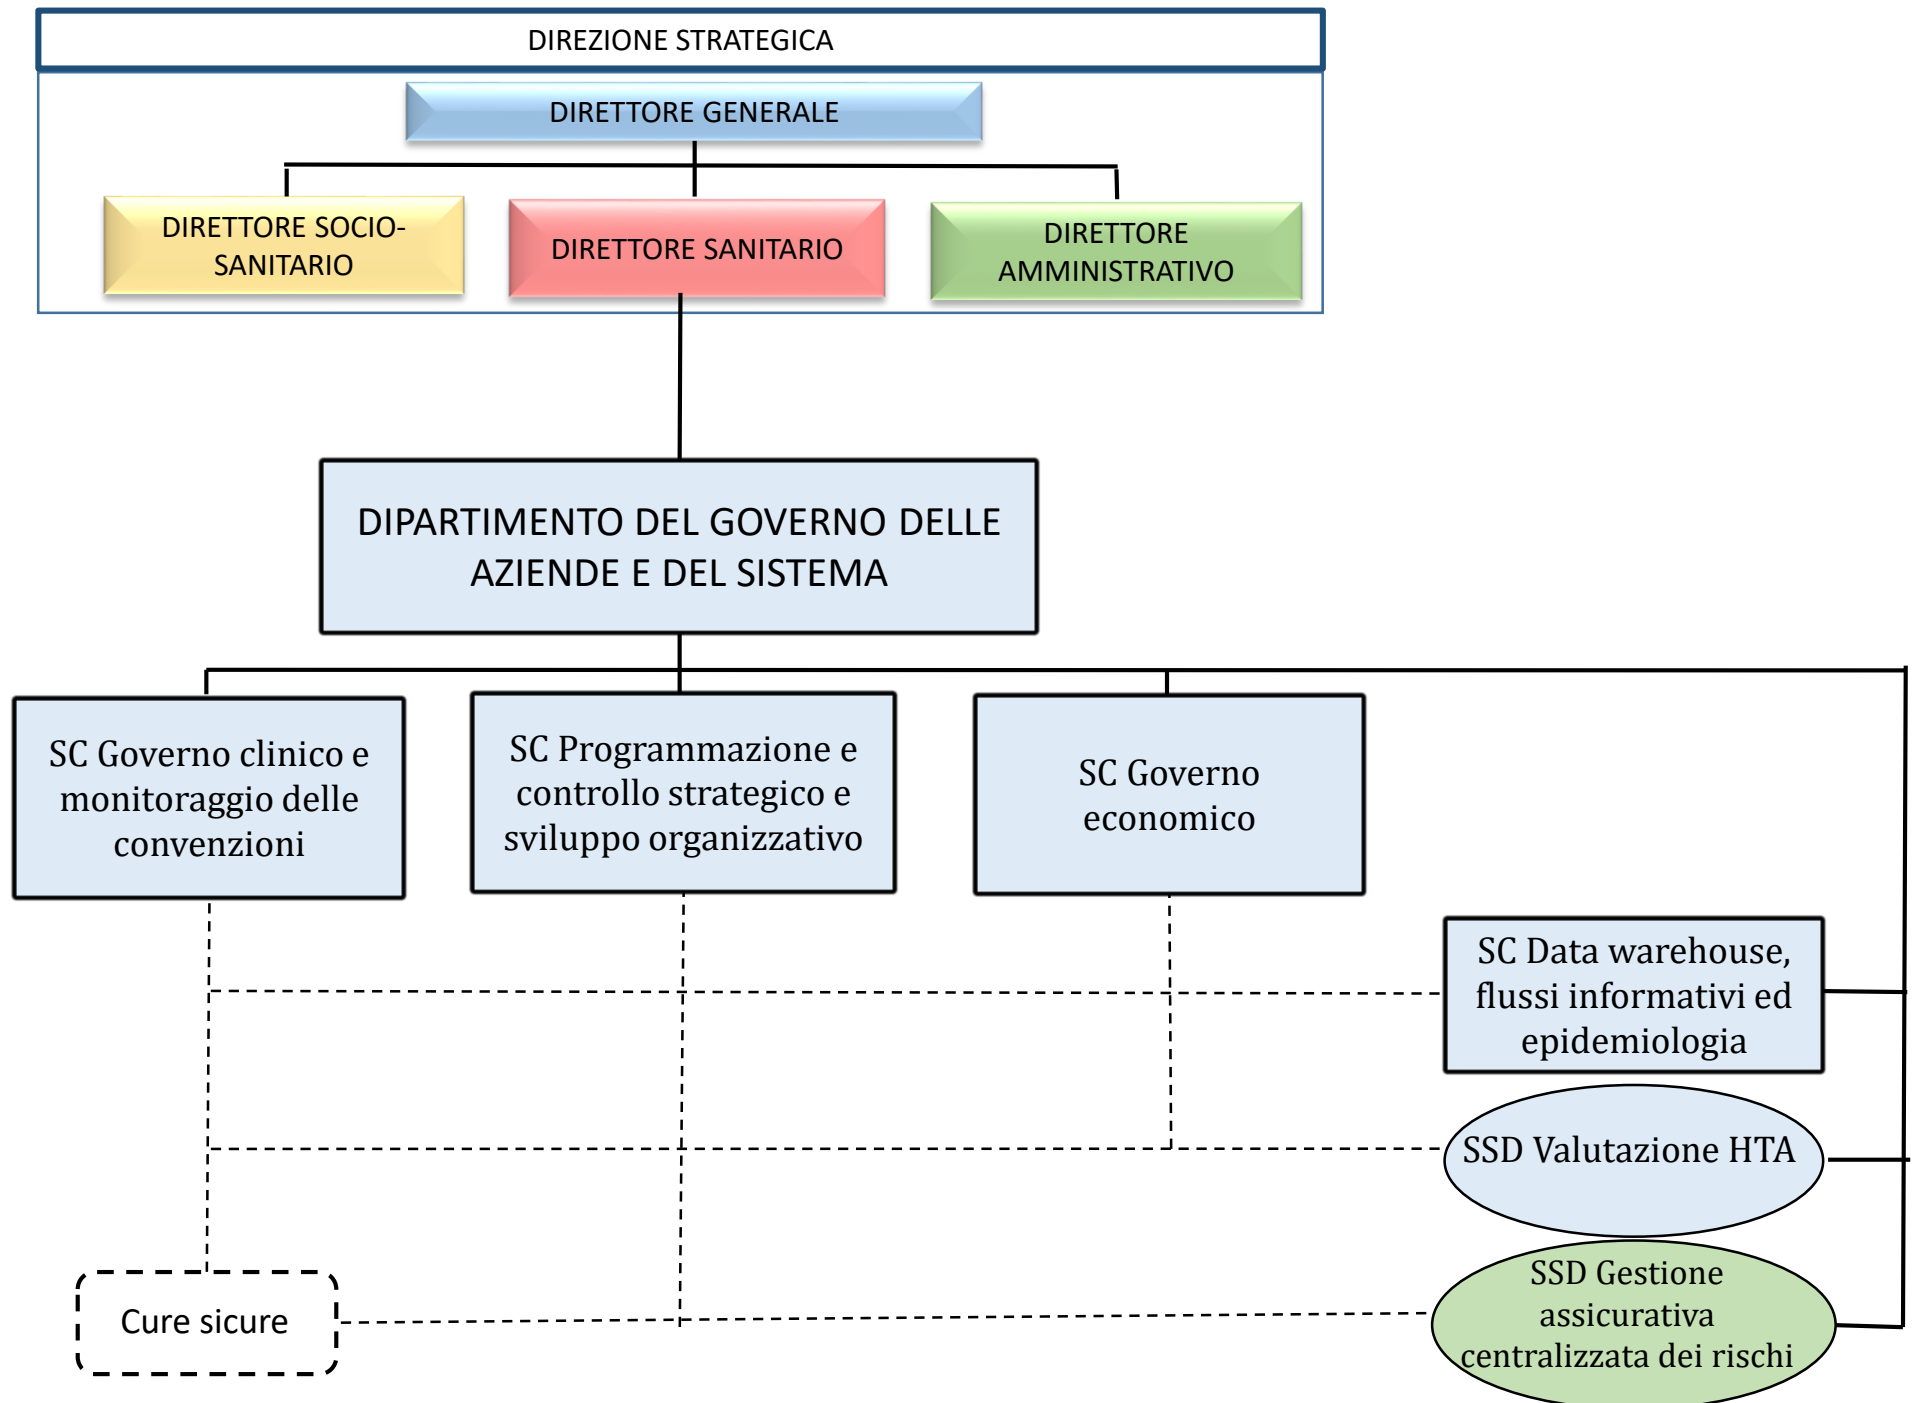 DIREZIONE STRATEGICA
DIRETTORE GENERALE
DIRETTORE SOCIO-
SANITARIO
DIRETTORE SANITARIO
DIRETTORE
AMMINISTRATIVO
DIPARTIMENTO DEL GOVERNO DELLE
AZIENDE E DEL SISTEMA
SC Governo clinico e
monitoraggio delle
convenzioni
SC Programmazione e
controllo strategico e
sviluppo organizzativo
SC Governo
economico
SC Data warehouse,
flussi informativi ed
epidemiologia
SSD Valutazione HTA
SSD Gestione
assicurativa
centralizzata dei rischi
Cure sicure